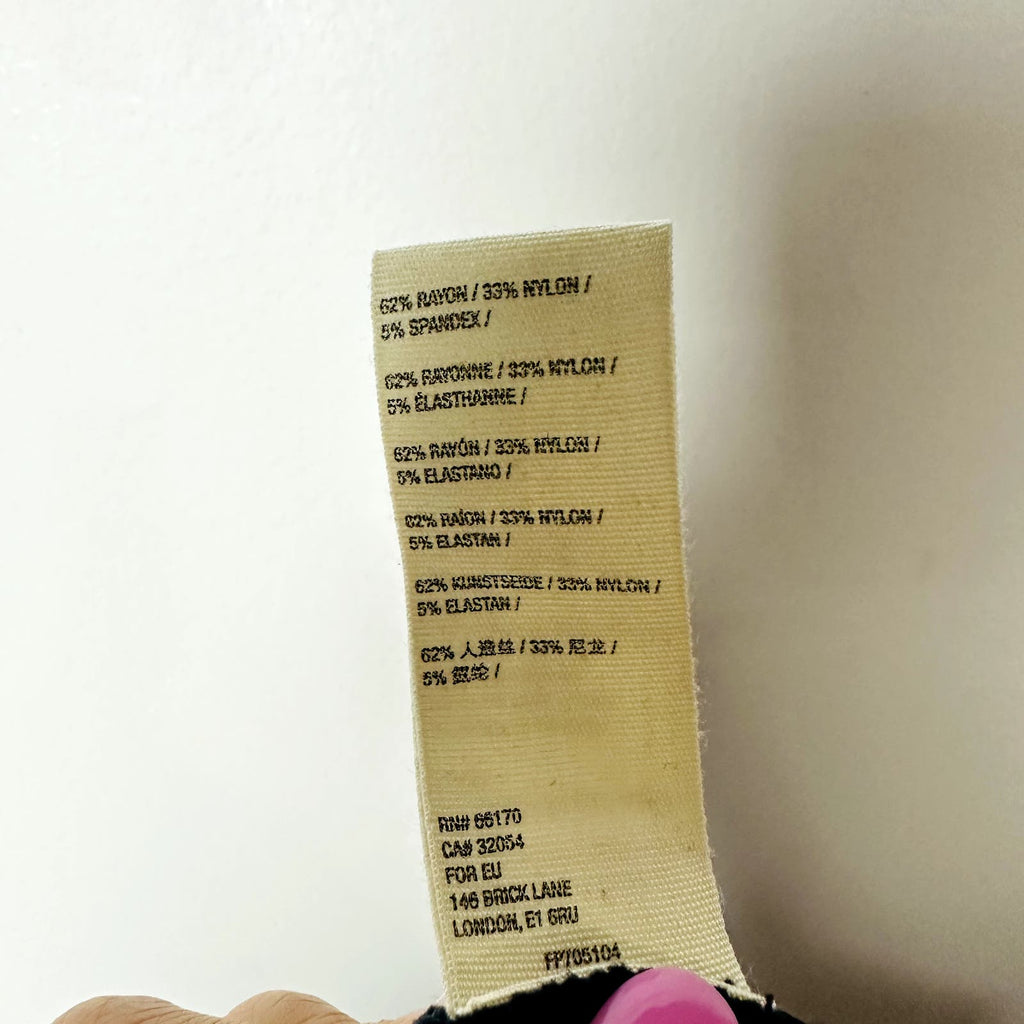 62% RAYON / 33% NYLON /
5% SPANDEX /
62% RAYONNE / 33% NYLON /
5% ÉLASTHANNE /
62% RAYÓN / 33% NYLON /
5% ELASTANO /
62% RAÍON / 33% NYLON /
5% ELASTAN /
62% KUNSTSEIDE / 33% NYLON /
5% ELASTAN /
62% 人造丝 / 33% 尼龙 /
5% 氨纶 /
RN# 66170
CA# 32054
FOR EU
146 BRICK LANE
LONDON, E1 6RU
FP705104